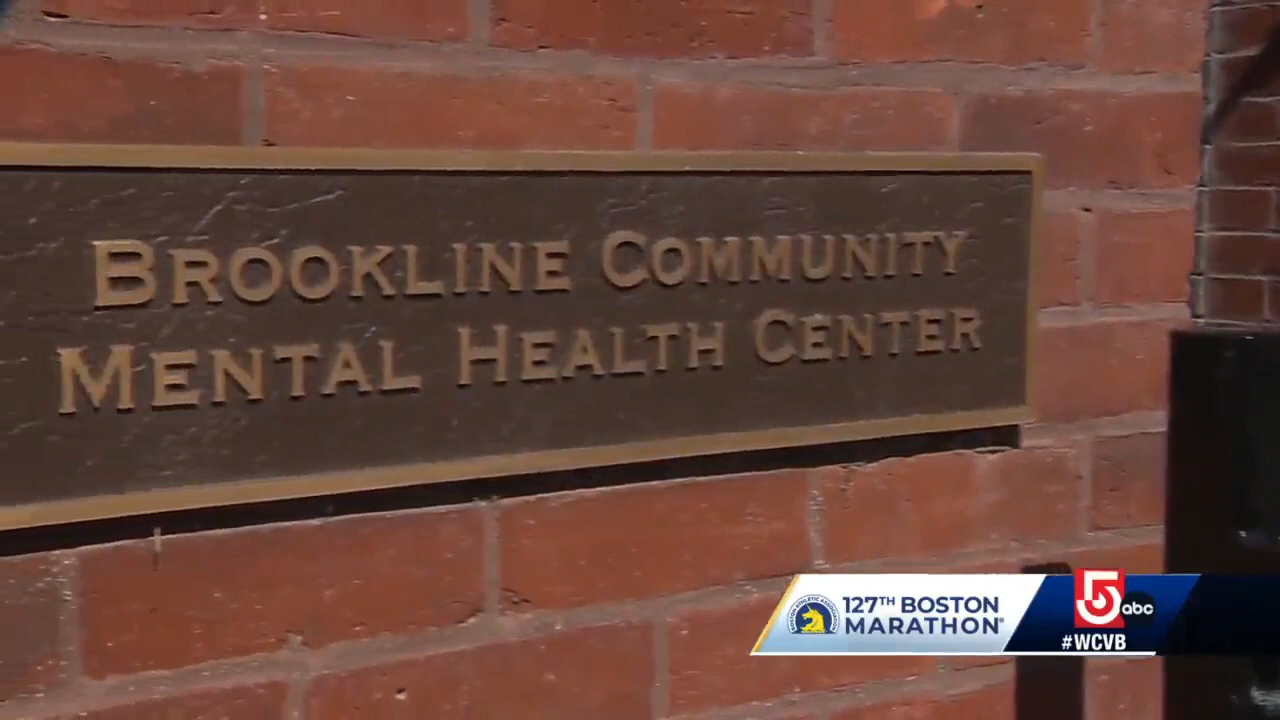 BROOKLINE COMMUNITY
MENTAL HEALTH CENTER
127TH BOSTON
MARATHON®
5
abc
#WCVB